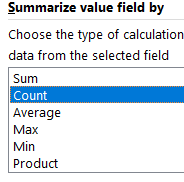 Summarize value field by
Choose the type of calculation
data from the selected field
Sum
Count
Average
Max
Min
Product